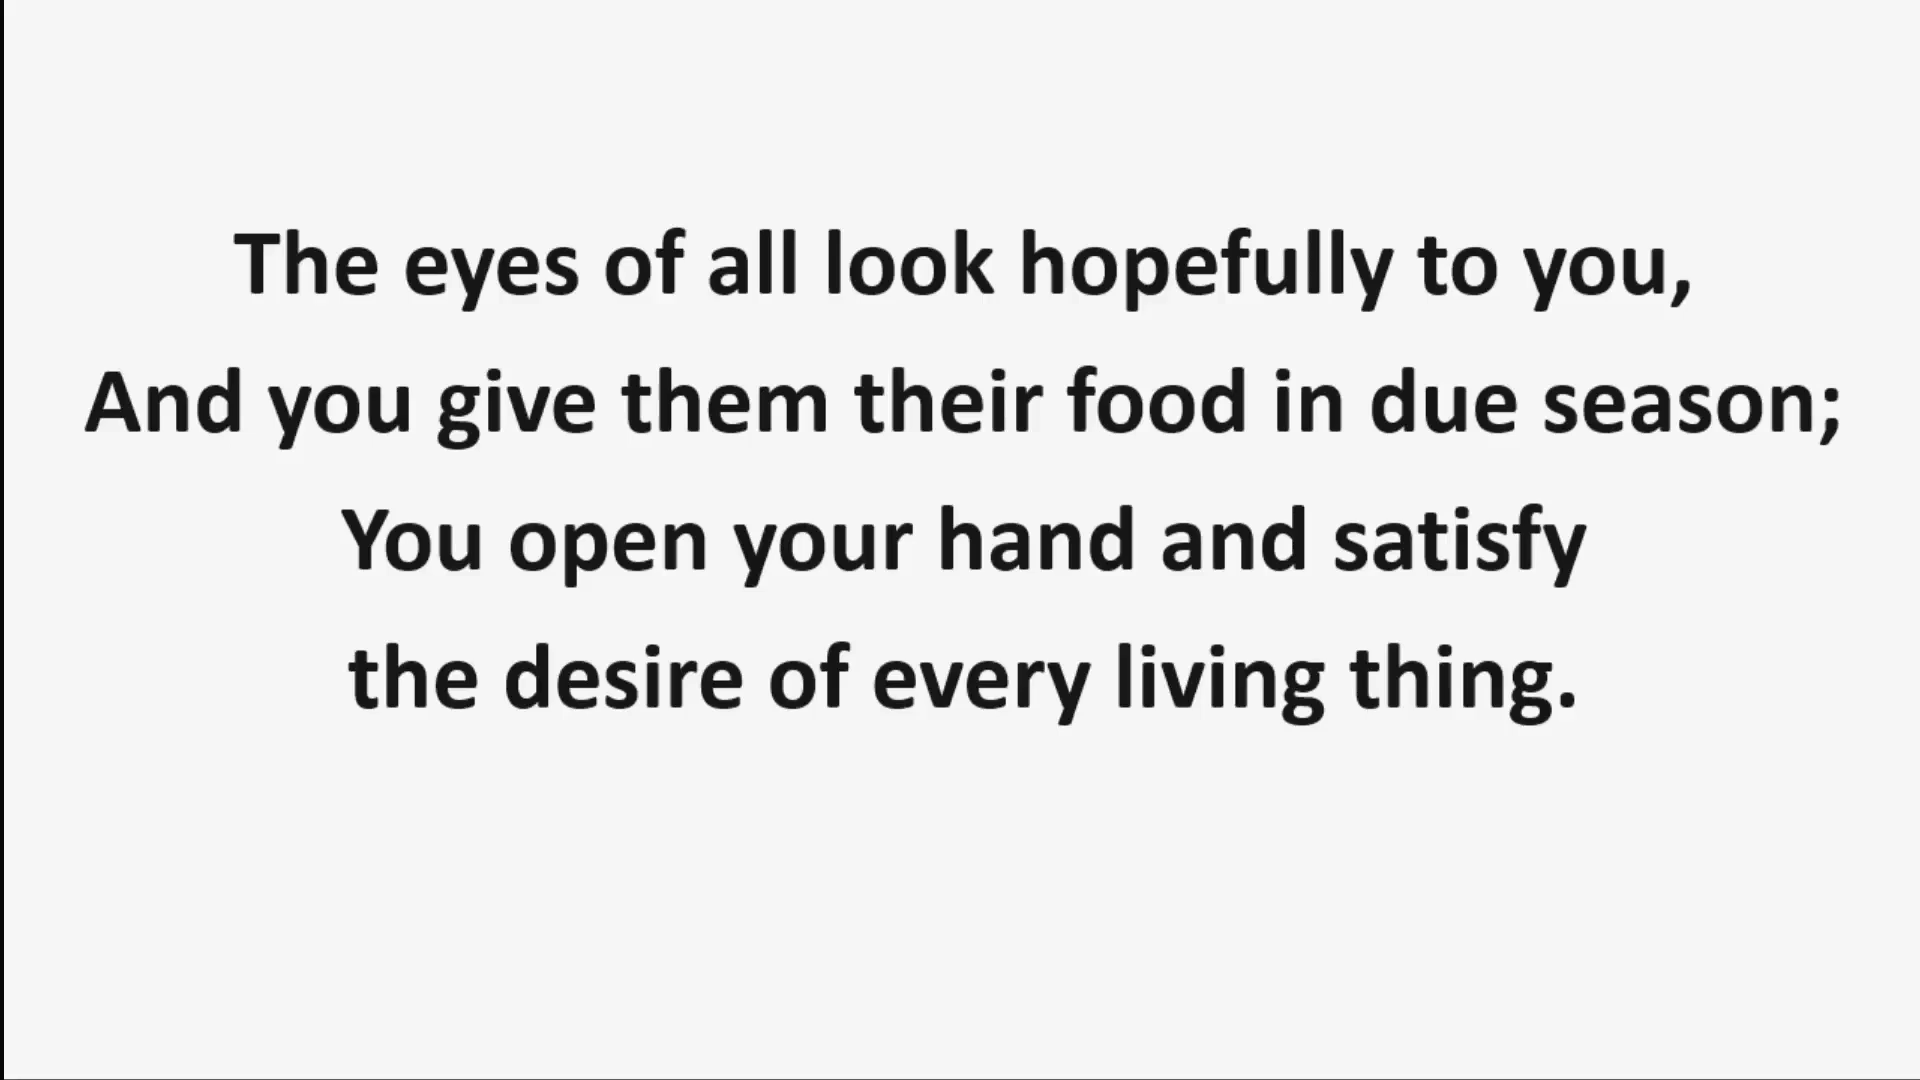 The eyes of all look hopefully to you,
And you give them their food in due season;
You open your hand and satisfy
the desire of every living thing.